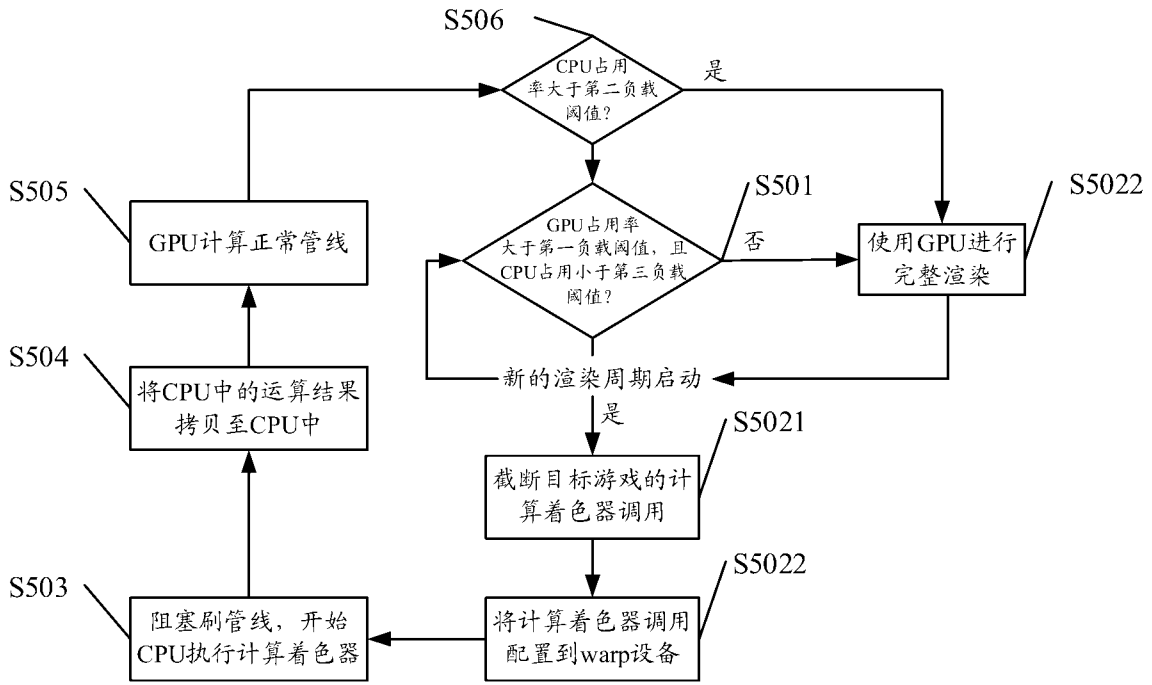 S506
CPU占用
率大于第二负载
阈值?
是
S505
GPU计算正常管线
S501
GPU占用率
大于第一负载阈值，且
CPU占用小于第三负载
阈值?
否
S5022
使用GPU进行
完整渲染
S504
将CPU中的运算结果
拷贝至CPU中
新的渲染周期启动
是
S5021
截断目标游戏的计
算着色器调用
S503
阻塞刷管线，开始
CPU执行计算着色器
S5022
将计算着色器调用
配置到warp设备